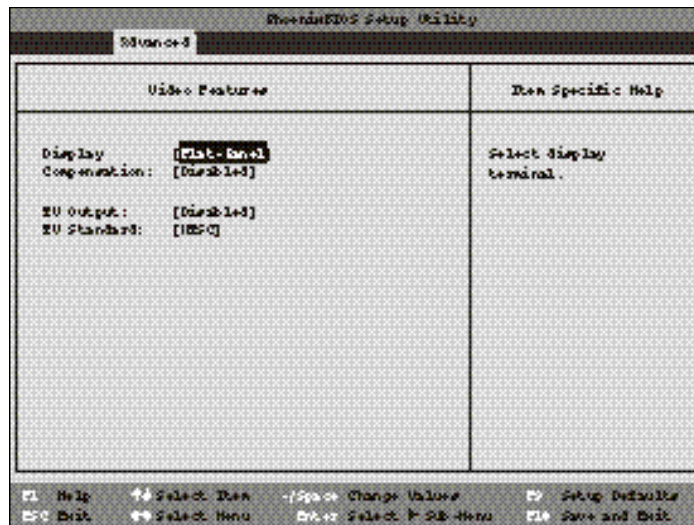 PhoenixBIOS Setup Utility
Advanced
Video Features
Item Specific Help
Display [Flat-Panel]
Compensation: [Disabled]
Select display
terminal.
TV Output: [Disabled]
TV Standard: [NTSC]
F1 Help ↑↓ Select Item -/Space Change Values F9 Setup Defaults
ESC Exit ←→ Select Menu Enter Select ▶ Sub-Menu F10 Save and Exit